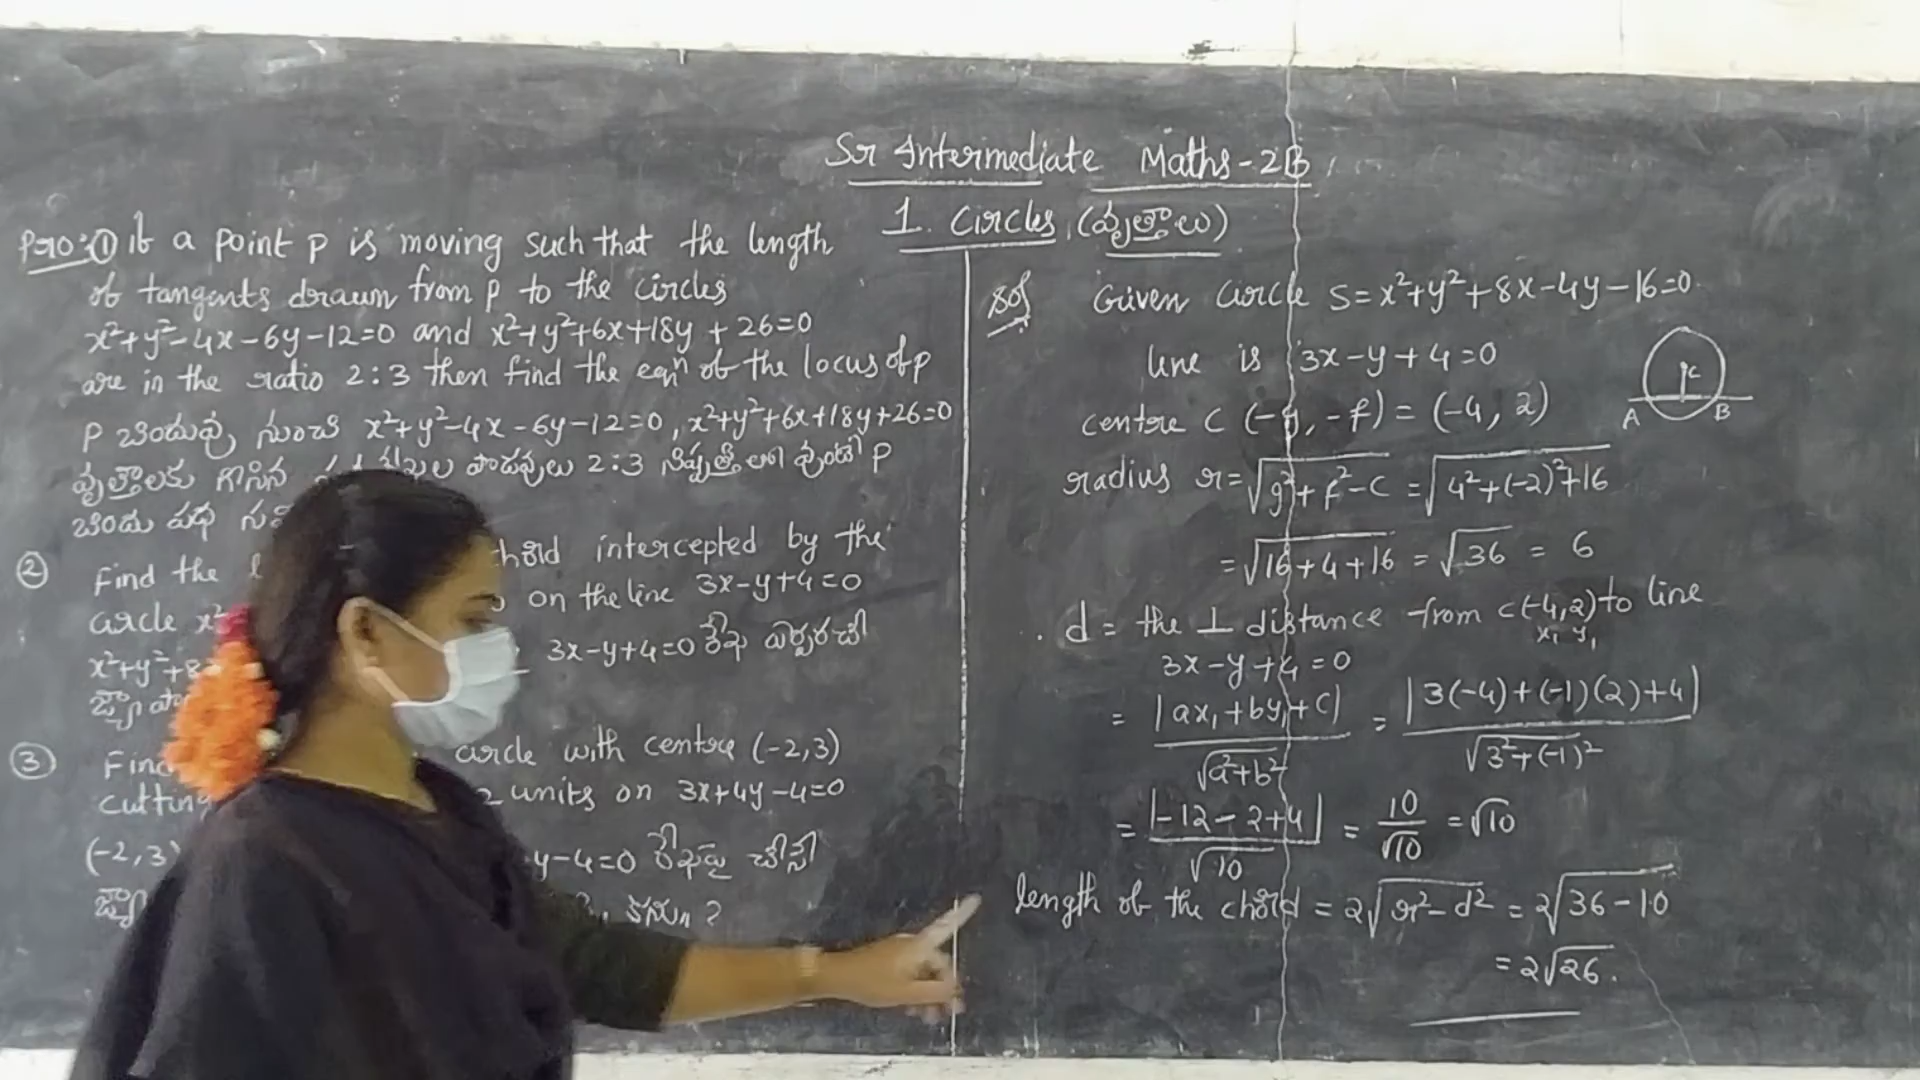 Sr Intermediate Maths-2B
1. Circles (వృత్తాలు)
Pro:① If a point P is moving such that the length
of tangents drawn from P to the circles
x²+y²-4x-6y-12=0 and x²+y²+6x+18y+26=0
are in the ratio 2:3 then find the eqⁿ of the locus of P
P బిందువు నుంచి x²+y²-4x-6y-12=0, x²+y²+6x+18y+26=0
వృత్తాలకు గీసిన పొడువులు 2:3 నిష్పత్తిలో వుంటే P
బిందు పథ
② Find the intercepted by the
circle x² on the line 3x-y+4=0
x²+y²+8 3x-y+4=0 రేఖ ఏర్పరచే
జ్యా
③ Find circle with centre (-2,3)
cutting 2 units on 3x+4y-4=0
(-2,3) y-4=0 రేఖపై
జ్యా ?
Sol Given circle S=x²+y²+8x-4y-16=0.
line is 3x-y+4=0
C
A B
centre C (-g,-f) = (-4, 2)
radius r=√g²+f²-c = √4²+(-2)²+16
=√16+4+16 = √36 = 6
d = the ⊥ distance from C(-4,2) to line
x₁ y₁
3x-y+4=0
= |ax₁+by₁+c| / √a²+b² = |3(-4)+(-1)(2)+4| / √3²+(-1)²
= |-12-2+4| / √10 = 10/√10 = √10
length of the chord = 2√r²-d² = 2√36-10
= 2√26.